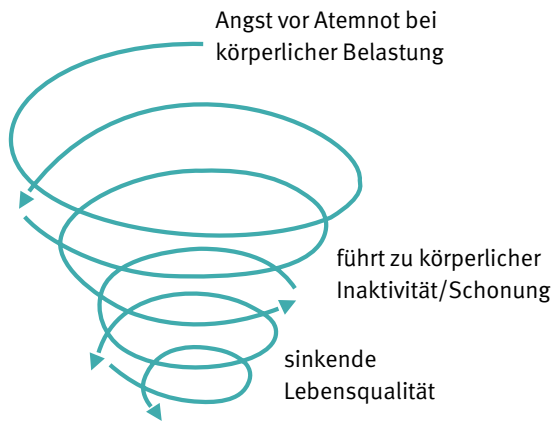 Angst vor Atemnot bei
körperlicher Belastung
führt zu körperlicher
Inaktivität/Schonung
sinkende
Lebensqualität